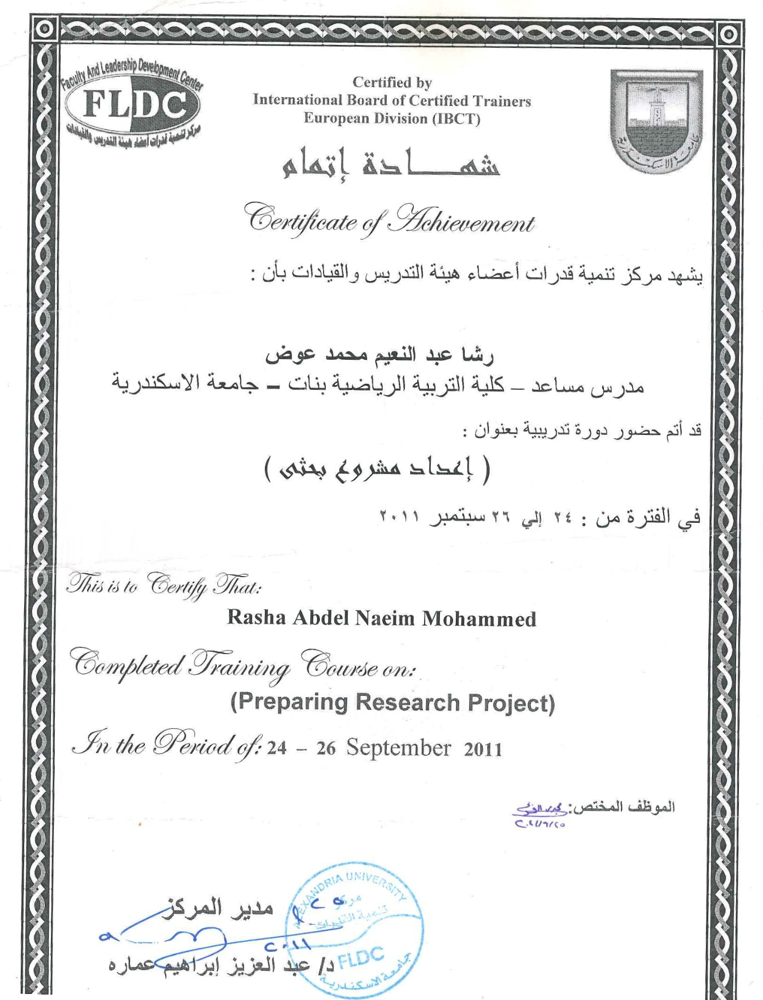 Faculty And Leadership Development Center
FLDC
مركز تنمية قدرات أعضاء هيئة التدريس والقيادات
Certified by
International Board of Certified Trainers
European Division (IBCT)
جامعة الاسكندرية
شهـــادة إتمام
Certificate of Achievement
يشهد مركز تنمية قدرات أعضاء هيئة التدريس والقيادات بأن :
رشا عبد النعيم محمد عوض
مدرس مساعد – كلية التربية الرياضية بنات – جامعة الاسكندرية
قد أتم حضور دورة تدريبية بعنوان :
( إعداد مشروع بحثى )
في الفترة من : ٢٤ إلي ٢٦ سبتمبر ٢٠١١
This is to Certify That:
Rasha Abdel Naeim Mohammed
Completed Training Course on:
(Preparing Research Project)
In the Period of: 24 – 26 September 2011
الموظف المختص:
مدير المركز
د/ عبد العزيز إبراهيم عماره
٢٠١١
ALEXANDRIA UNIVERSITY
مركز
تنمية القدرات
FLDC
جامعة الاسكندرية